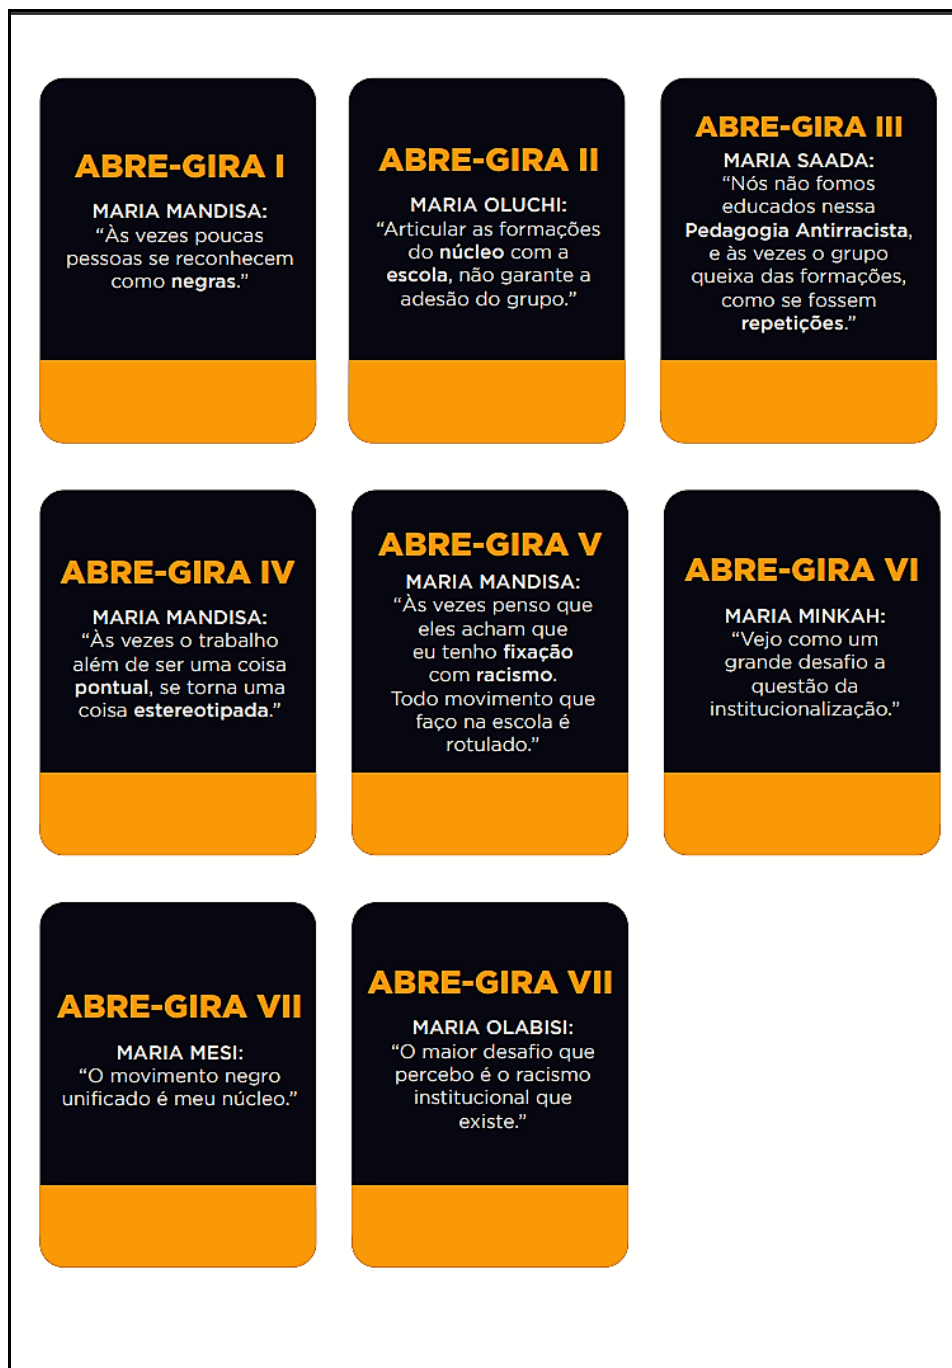 ABRE-GIRA I
MARIA MANDISA:
“Às vezes poucas
pessoas se reconhecem
como negras.”
ABRE-GIRA II
MARIA OLUCHI:
“Articular as formações
do núcleo com a
escola, não garante a
adesão do grupo.”
ABRE-GIRA III
MARIA SAADA:
“Nós não fomos
educados nessa
Pedagogia Antirracista,
e às vezes o grupo
queixa das formações,
como se fossem
repetições.”
ABRE-GIRA IV
MARIA MANDISA:
“Às vezes o trabalho
além de ser uma coisa
pontual, se torna uma
coisa estereotipada.”
ABRE-GIRA V
MARIA MANDISA:
“Às vezes penso que
eles acham que
eu tenho fixação
com racismo.
Todo movimento que
faço na escola é
rotulado.”
ABRE-GIRA VI
MARIA MINKAH:
“Vejo como um
grande desafio a
questão da
institucionalização.”
ABRE-GIRA VII
MARIA MESI:
“O movimento negro
unificado é meu núcleo.”
ABRE-GIRA VII
MARIA OLABISI:
“O maior desafio que
percebo é o racismo
institucional que
existe.”